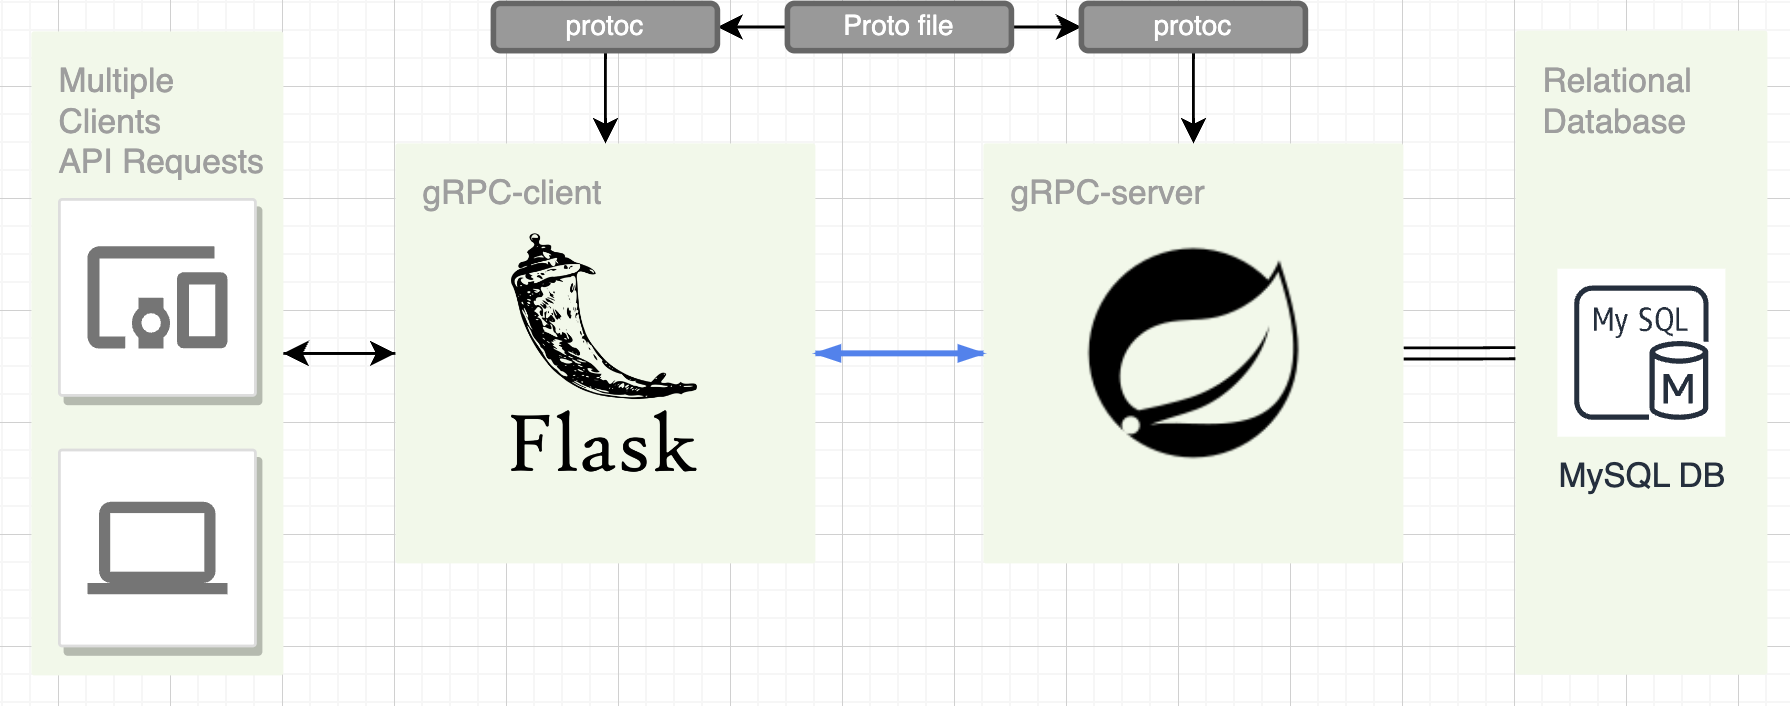 protoc
Proto file
protoc
Multiple
Clients
API Requests
gRPC-client
Flask
gRPC-server
Relational
Database
My SQL
M
MySQL DB